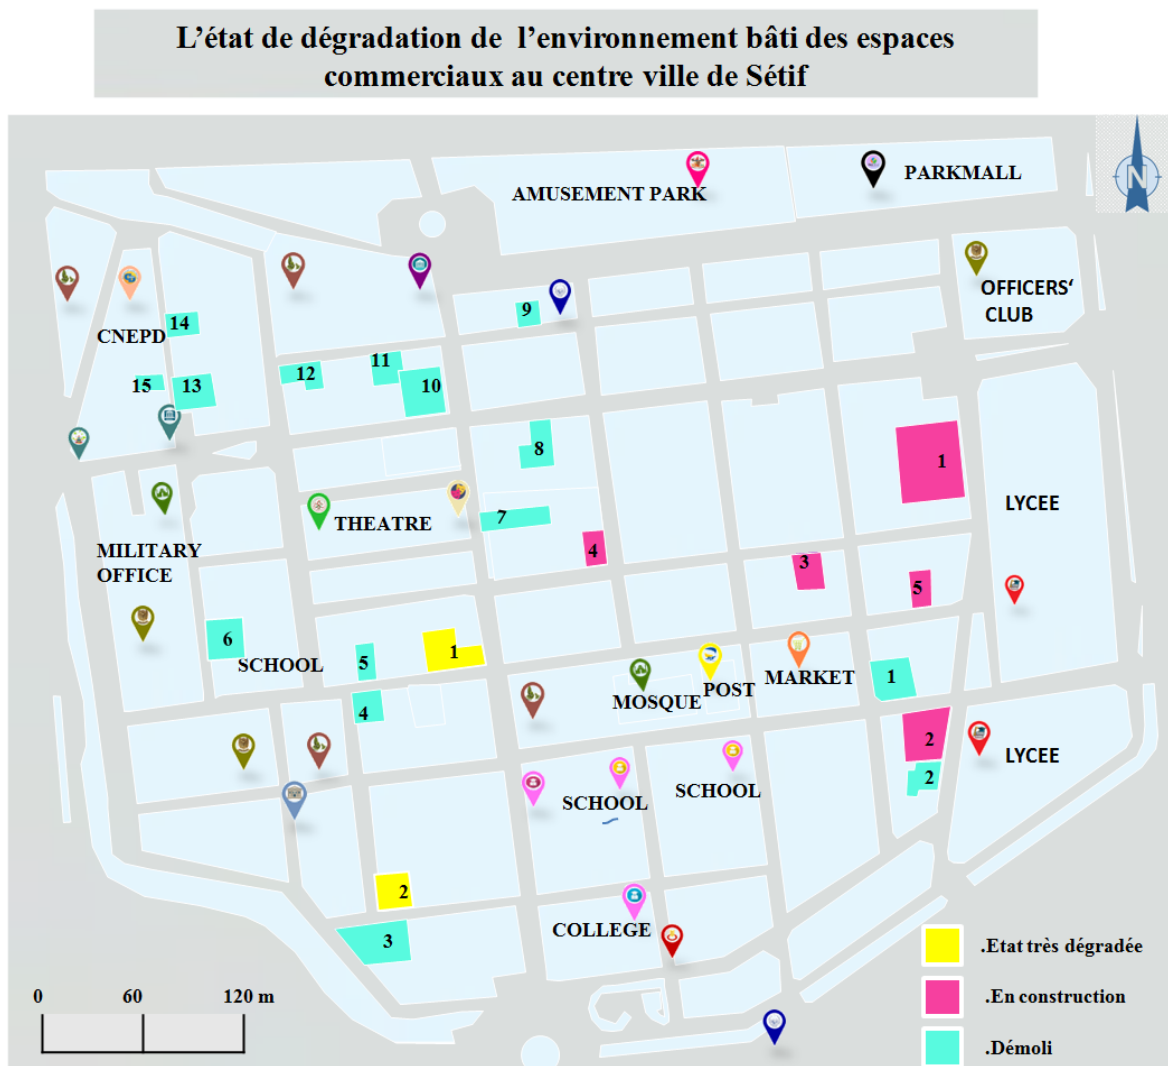 L'état de dégradation de l'environnement bâti des espaces
commerciaux au centre ville de Sétif
N
AMUSEMENT PARK
PARKMALL
OFFICERS'
CLUB
CNEPD
14
9
15
13
12
11
10
8
1
LYCEE
THEATRE
7
4
3
5
MILITARY
OFFICE
6
SCHOOL
5
1
4
MOSQUE
POST
MARKET
1
2
2
LYCEE
SCHOOL
SCHOOL
2
3
COLLEGE
.Etat très dégradée
.En construction
.Démoli
0 60 120 m